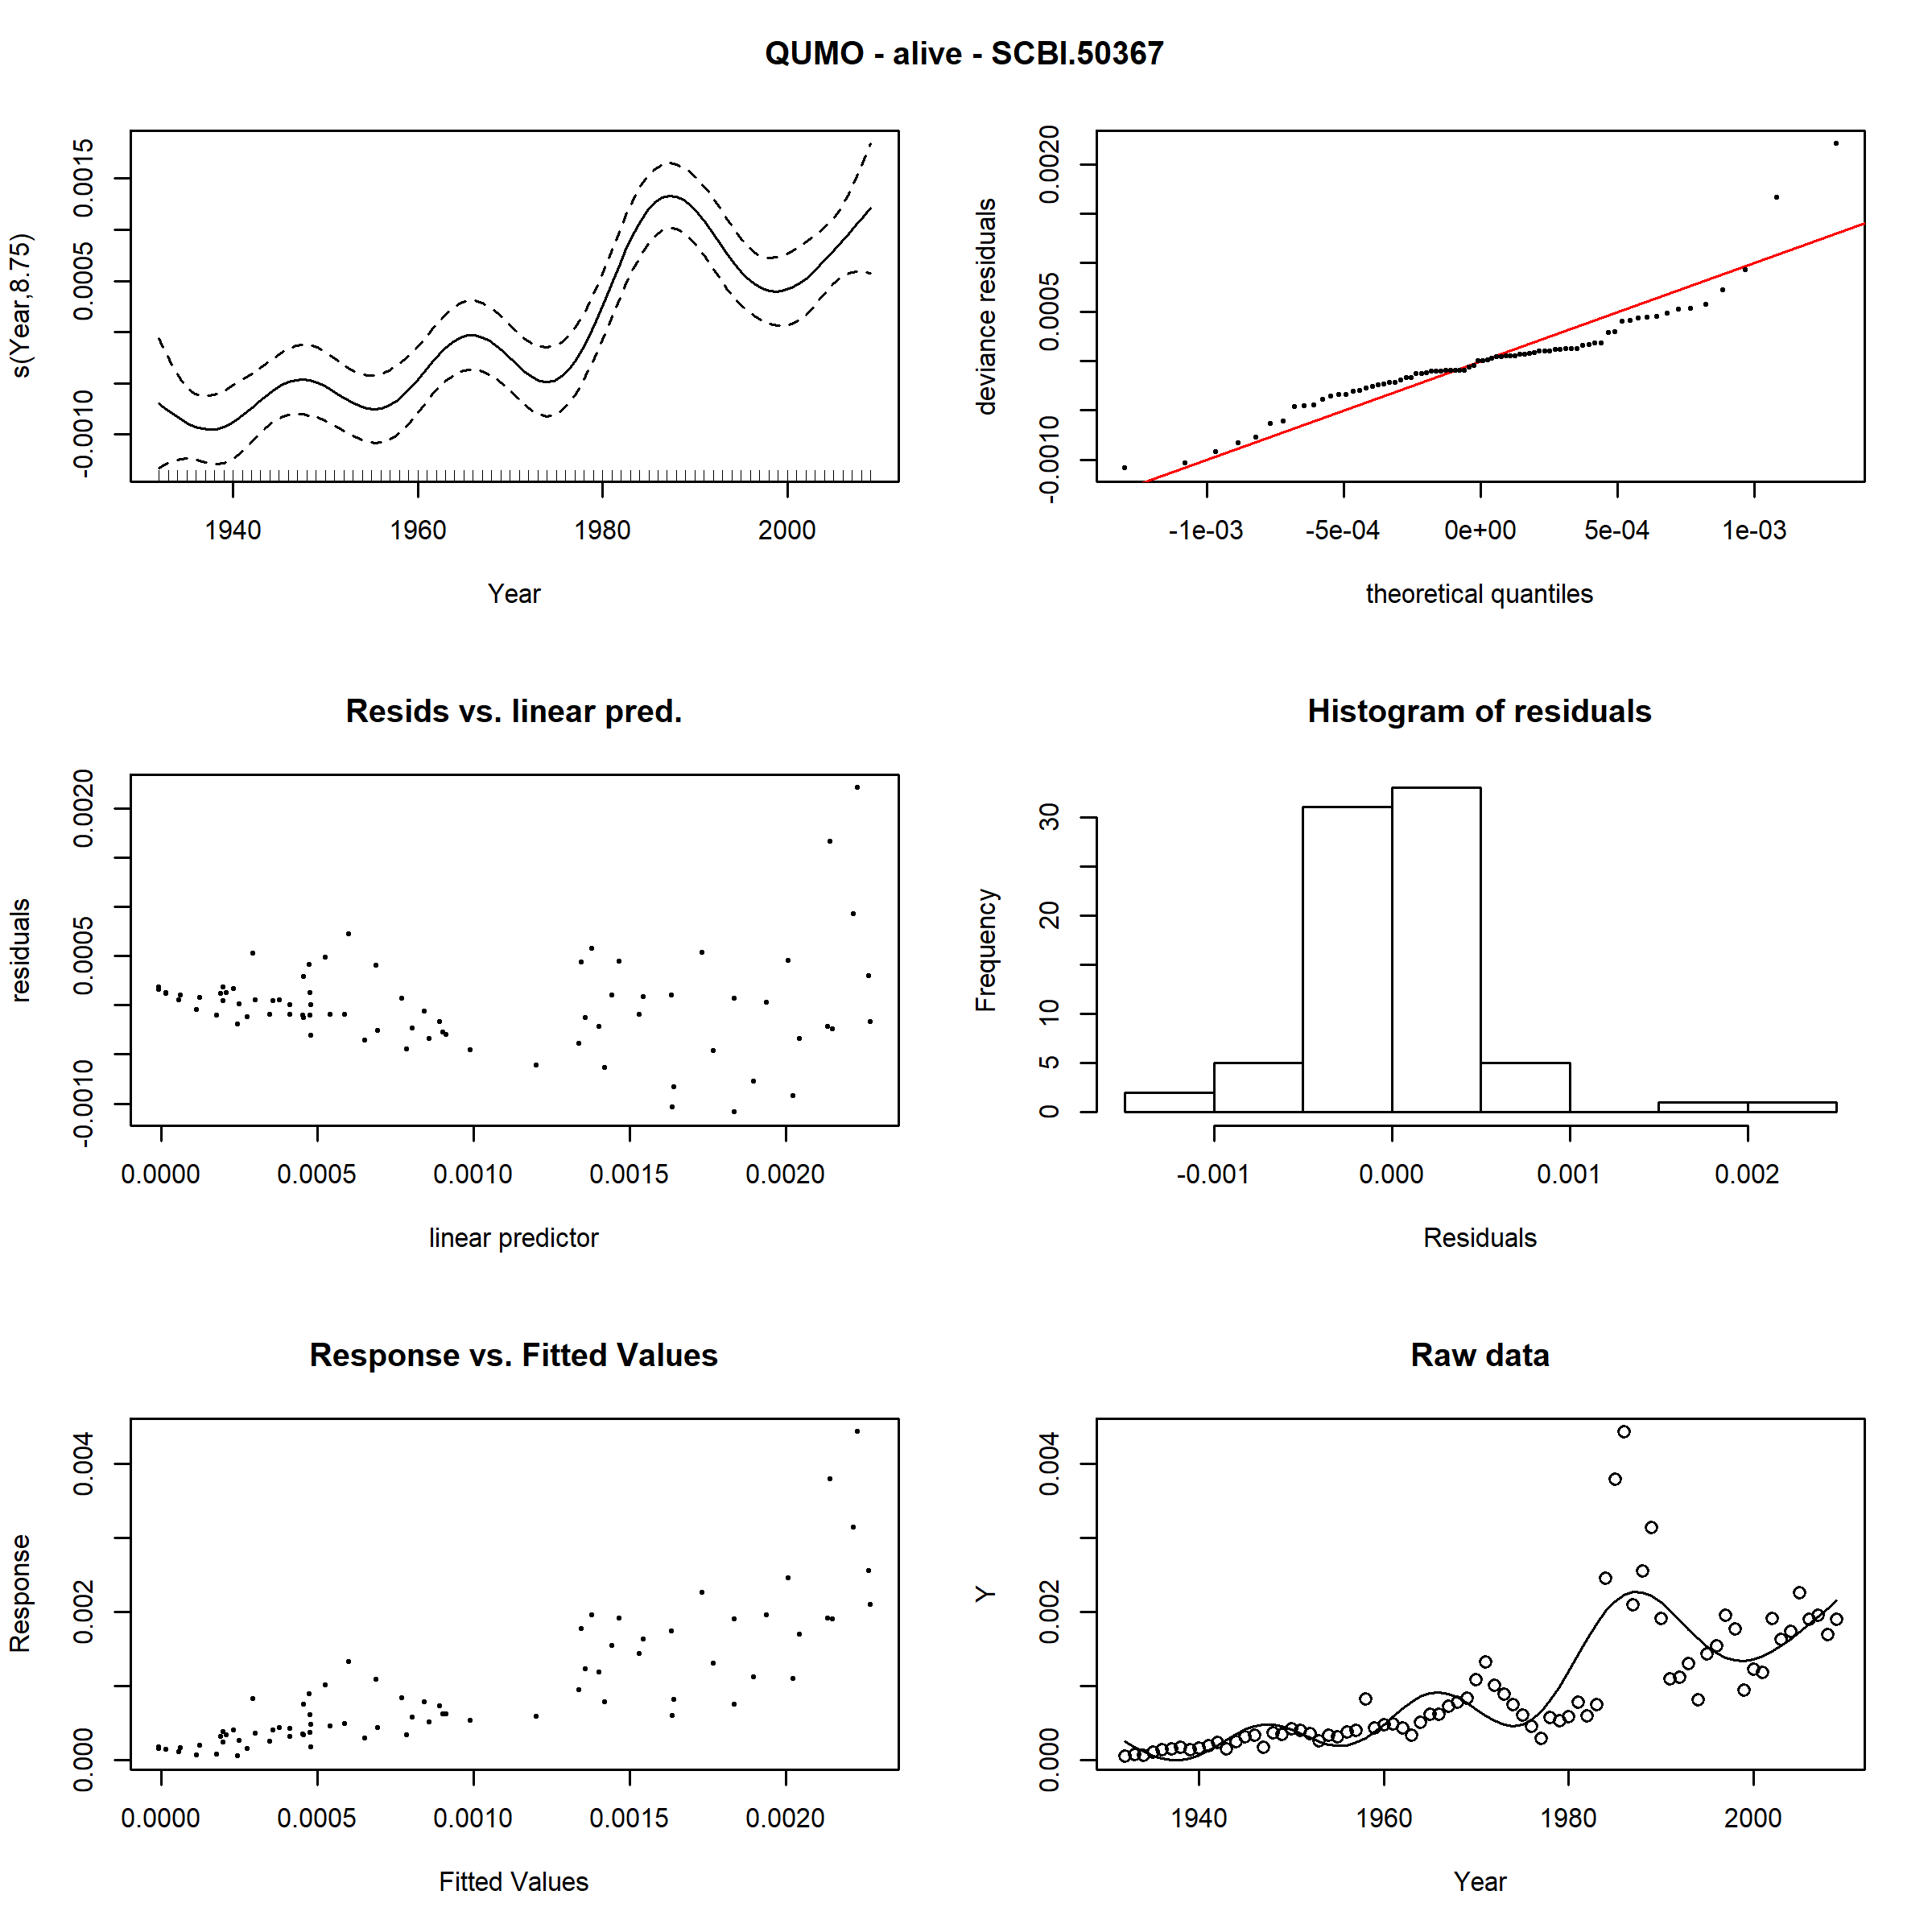 QUMO - alive - SCBI.50367
s(Year,8.75)
-0.0010 0.0005 0.0015
1940 1960 1980 2000
Year
deviance residuals
-0.0010 0.0005 0.0020
-1e-03 -5e-04 0e+00 5e-04 1e-03
theoretical quantiles
Resids vs. linear pred.
residuals
-0.0010 0.0005 0.0020
0.0000 0.0005 0.0010 0.0015 0.0020
linear predictor
Histogram of residuals
Frequency
0 5 10 20 30
-0.001 0.000 0.001 0.002
Residuals
Response vs. Fitted Values
Response
0.000 0.002 0.004
0.0000 0.0005 0.0010 0.0015 0.0020
Fitted Values
Raw data
Y
0.000 0.002 0.004
1940 1960 1980 2000
Year